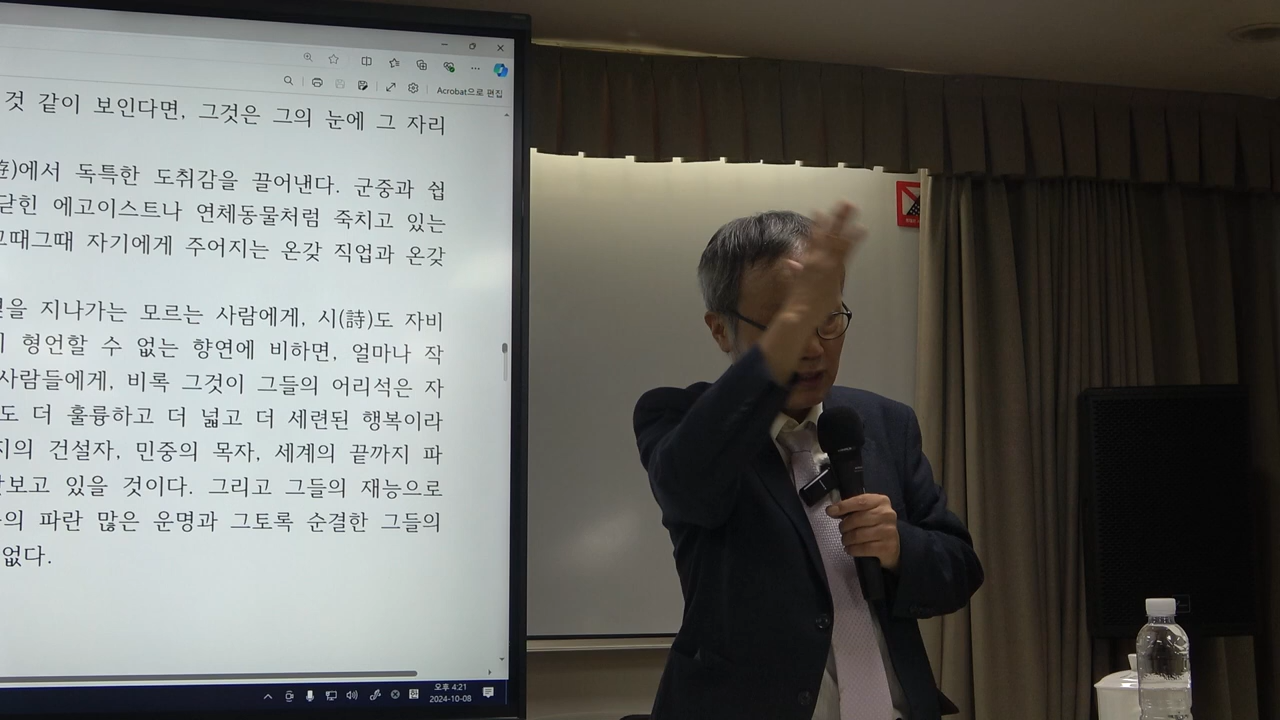 Acrobat으로 편집
것 같이 보인다면, 그것은 그의 눈에 그 자리
에서 독특한 도취감을 끌어낸다. 군중과 쉽
닫힌 에고이스트나 연체동물처럼 죽치고 있는
그때그때 자기에게 주어지는 온갖 직업과 온갖
을 지나가는 모르는 사람에게, 시(詩)도 자비
형언할 수 없는 향연에 비하면, 얼마나 작
사람들에게, 비록 그것이 그들의 어리석은 자
도 더 훌륭하고 더 넓고 더 세련된 행복이라
지의 건설자, 민중의 목자, 세계의 끝까지 파
보고 있을 것이다. 그리고 그들의 재능으로
의 파란 많은 운명과 그토록 순결한 그들의
없다.
오후 4:21
2024-10-08